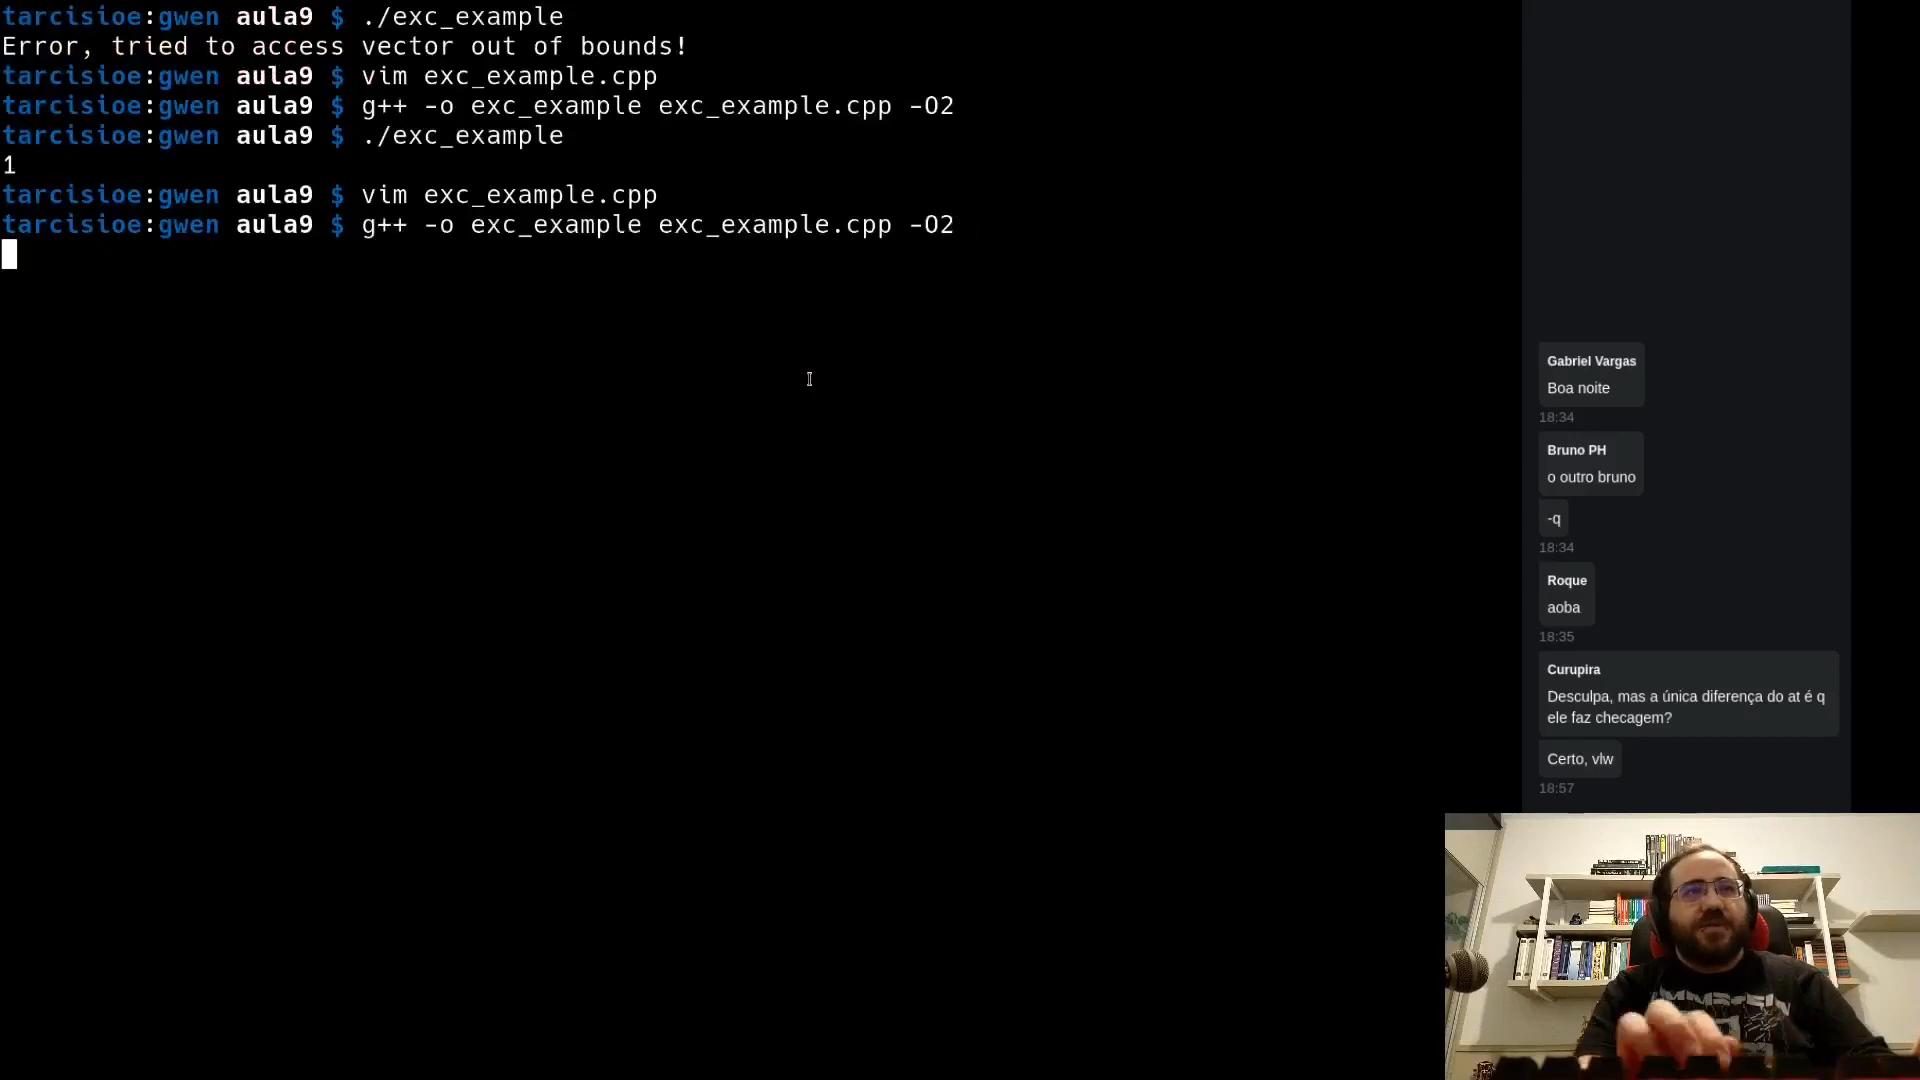 tarcisioe:gwen aula9 $ ./exc_example
Error, tried to access vector out of bounds!
tarcisioe:gwen aula9 $ vim exc_example.cpp
tarcisioe:gwen aula9 $ g++ -o exc_example exc_example.cpp -O2
tarcisioe:gwen aula9 $ ./exc_example
1
tarcisioe:gwen aula9 $ vim exc_example.cpp
tarcisioe:gwen aula9 $ g++ -o exc_example exc_example.cpp -O2
Gabriel Vargas
Boa noite
18:34
Bruno PH
o outro bruno
-q
18:34
Roque
aoba
18:35
Curupira
Desculpa, mas a única diferença do at é q
ele faz checagem?
Certo, vlw
18:57